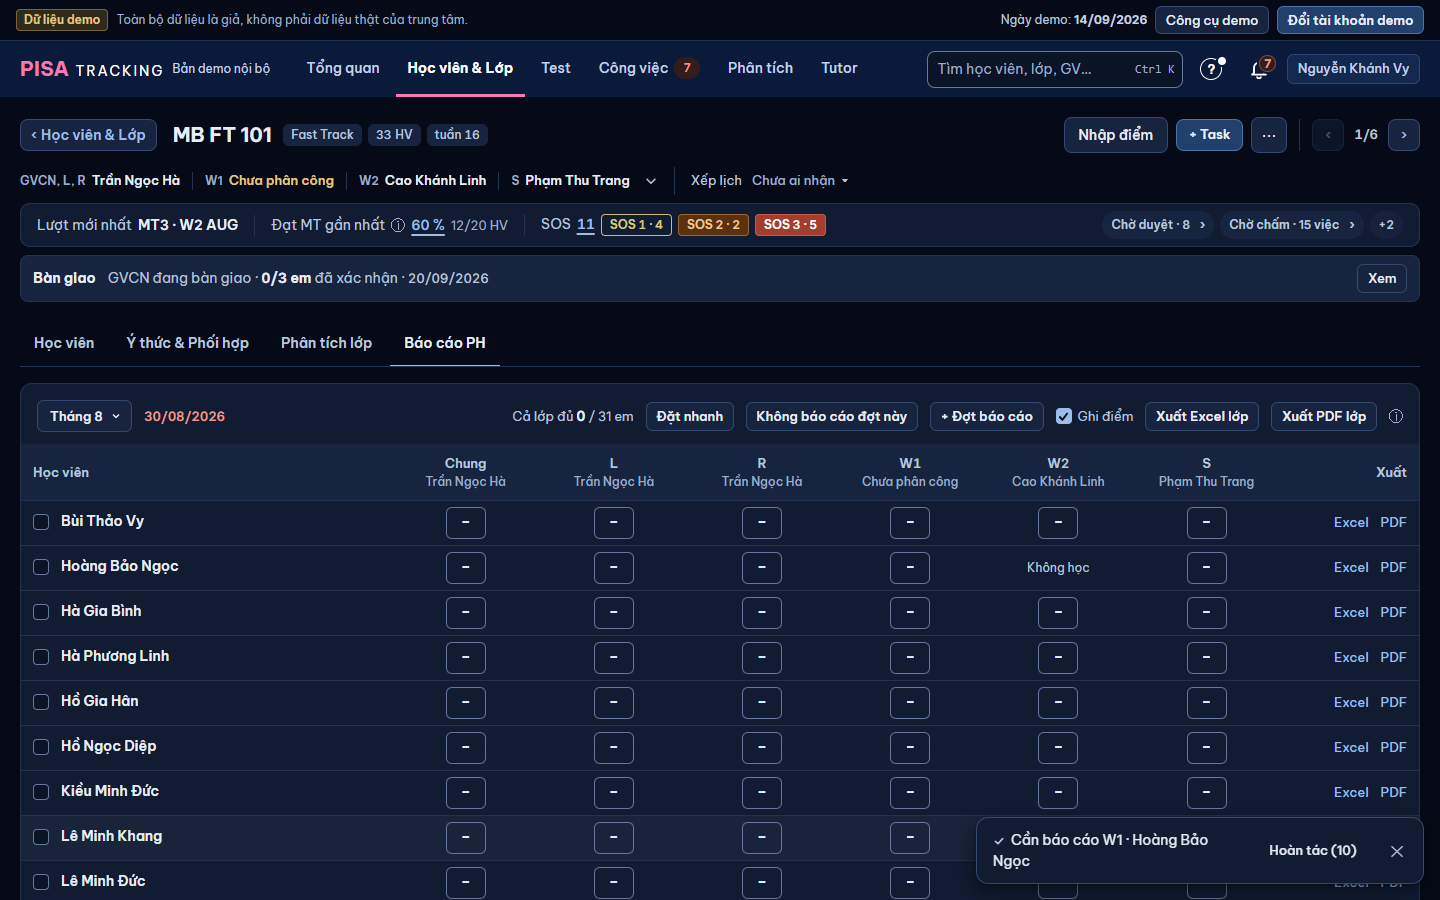 Dữ liệu demo Toàn bộ dữ liệu là giả, không phải dữ liệu thật của trung tâm. Ngày demo: 14/09/2026 Công cụ demo Đổi tài khoản demo
PISA TRACKING Bản demo nội bộ Tổng quan Học viên & Lớp Test Công việc 7 Phân tích Tutor Tìm học viên, lớp, GV... Ctrl K ? 7 Nguyễn Khánh Vy
‹ Học viên & Lớp MB FT 101 Fast Track 33 HV tuần 16 Nhập điểm + Task ... ‹ 1/6 ›
GVCN, L, R Trần Ngọc Hà W1 Chưa phân công W2 Cao Khánh Linh S Phạm Thu Trang Xếp lịch Chưa ai nhận
Lượt mới nhất MT3 · W2 AUG Đạt MT gần nhất 60 % 12/20 HV SOS 11 SOS 1 · 4 SOS 2 · 2 SOS 3 · 5 Chờ duyệt · 8 › Chờ chấm · 15 việc › +2
Bàn giao GVCN đang bàn giao · 0/3 em đã xác nhận · 20/09/2026 Xem
Học viên Ý thức & Phối hợp Phân tích lớp Báo cáo PH
Tháng 8 30/08/2026 Cả lớp đủ 0 / 31 em Đặt nhanh Không báo cáo đợt này + Đợt báo cáo Ghi điểm Xuất Excel lớp Xuất PDF lớp
Học viên Chung L R W1 W2 S Xuất
Trần Ngọc Hà Trần Ngọc Hà Trần Ngọc Hà Chưa phân công Cao Khánh Linh Phạm Thu Trang
Bùi Thảo Vy – – – – – – Excel PDF
Hoàng Bảo Ngọc – – – – Không học – Excel PDF
Hà Gia Bình – – – – – – Excel PDF
Hà Phương Linh – – – – – – Excel PDF
Hồ Gia Hân – – – – – – Excel PDF
Hồ Ngọc Diệp – – – – – – Excel PDF
Kiều Minh Đức – – – – – – Excel PDF
Lê Minh Khang – – – –
Lê Minh Đức – – – –
✓ Cần báo cáo W1 · Hoàng Bảo Ngọc Hoàn tác (10)